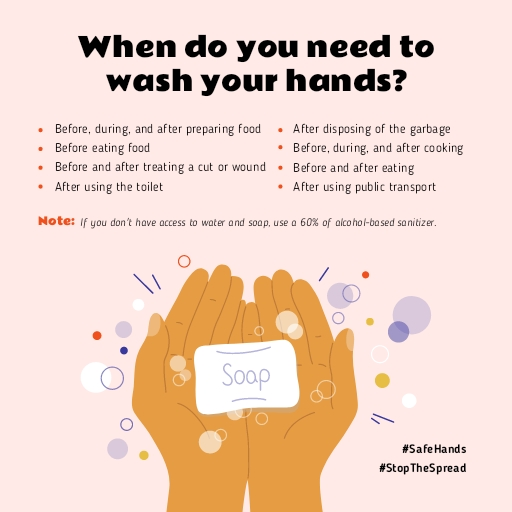 When do you need to
wash your hands?
Before, during, and after preparing food
Before eating food
Before and after treating a cut or wound
After using the toilet
After disposing of the garbage
Before, during, and after cooking
Before and after eating
After using public transport
Note: If you don't have access to water and soap, use a 60% of alcohol-based sanitizer.
Soap
#SafeHands
#StopTheSpread